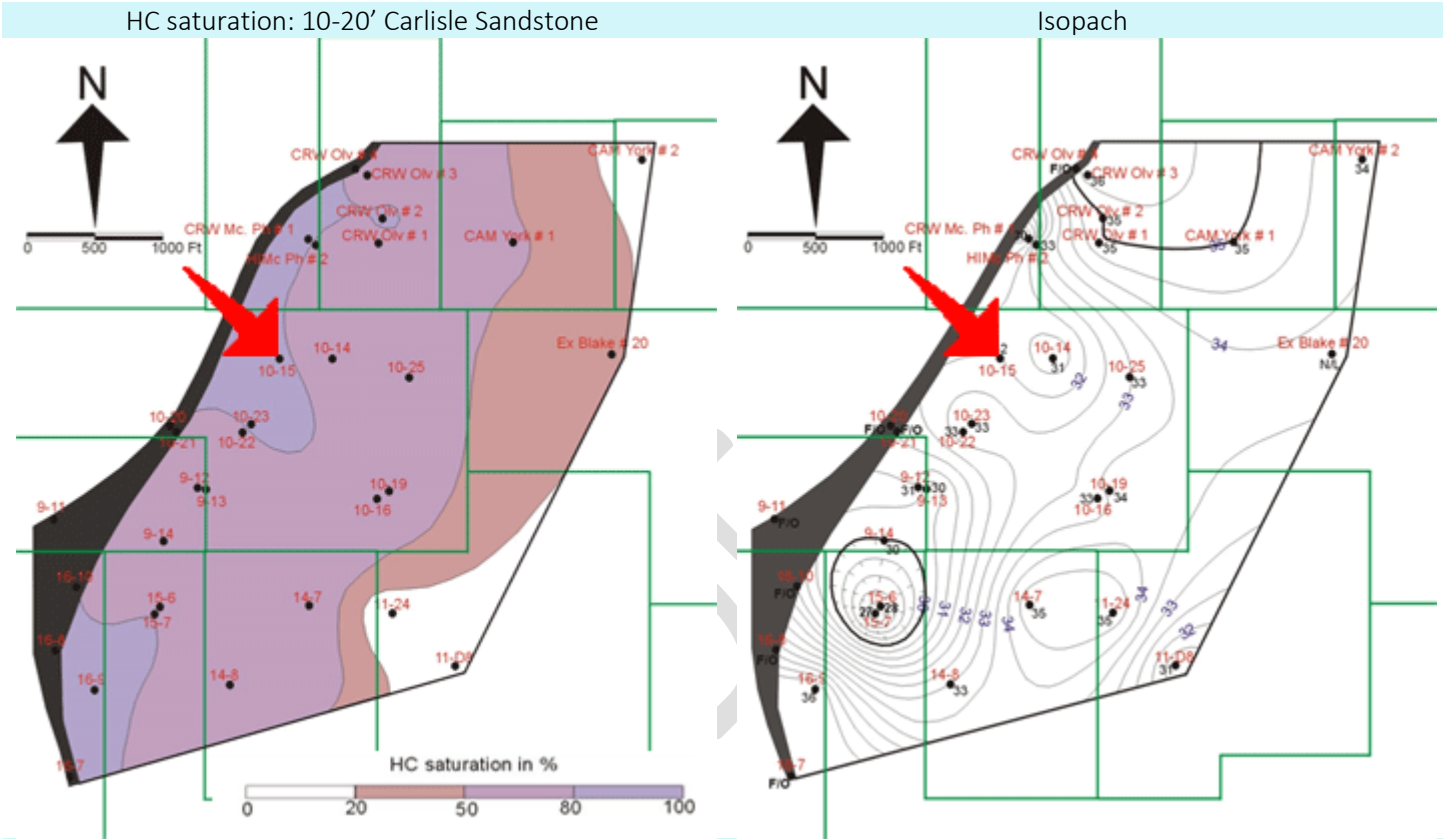 HC saturation: 10-20’ Carlisle Sandstone
N
0 500 1000 Ft
CRW Olv # 4
CRW Olv # 3
CAM York # 2
CRW Olv # 2
CRW Mc. Ph # 1
CRW Olv # 1
CAM York # 1
HIMc Ph # 2
Ex Blake # 20
10-14
10-15
10-25
10-20
10-23
10-21
10-22
9-12
9-13
10-19
10-16
9-11
9-14
16-10
15-6
15-7
14-7
1-24
16-8
11-D8
16-9
14-8
HC saturation in %
0 20 50 80 100
Isopach
N
0 500 1000 Ft
CRW Olv # 4
F/O
CRW Olv # 3
36
CAM York # 2
34
CRW Olv # 2
35
CRW Mc. Ph #
CRW Olv # 1
35
CAM York # 1
35
35
33
HIMc Ph # 2
34
Ex Blake # 20
N/L
10-14
31
10-15
32
10-25
33
33
10-20
F/O F/O
10-21
10-23
33 33
10-22
9-12
31 30
9-13
10-19
33 34
10-16
9-11
F/O
9-14
30
16-10
F/O
15-6
27 28
15-7
30 31 32 33 34
14-7
35
1-24
35
34
33
32
F/O
11-D8
31
16-9
36
14-8
33
F/O